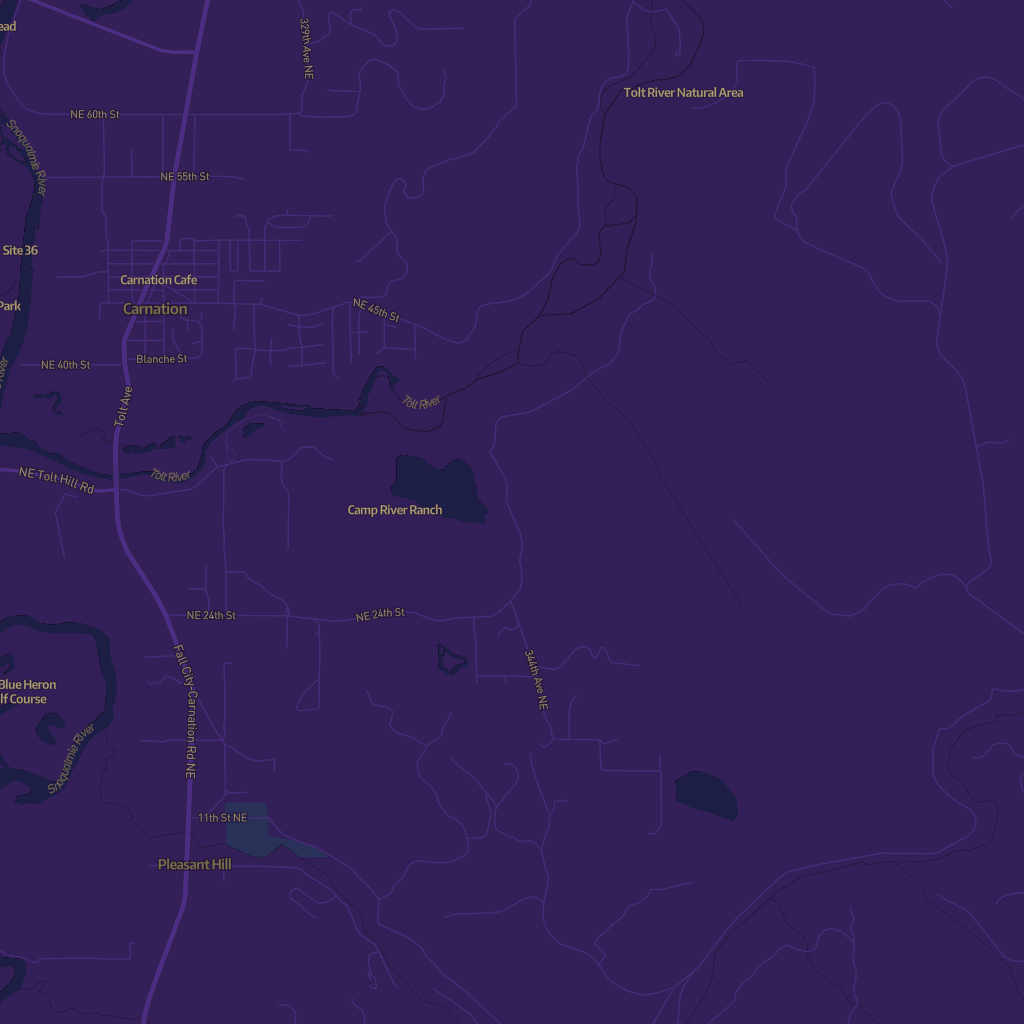 ead
329th Ave NE
Tolt River Natural Area
NE 60th St
Snoqualmie River
NE 55th St
Site 36
Carnation Cafe
Park
Carnation
NE 45th St
Blanche St
NE 40th St
Tolt Ave
Tolt River
Tolt River
NE Tolt Hill Rd
Camp River Ranch
NE 24th St
NE 24th St
344th Ave NE
Fall City-Carnation Rd NE
Blue Heron
lf Course
Snoqualmie River
11th St NE
Pleasant Hill